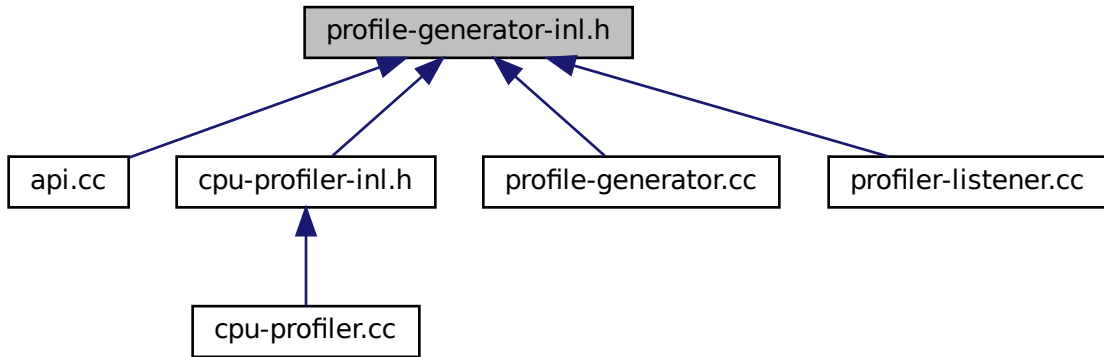 profile-generator-inl.h
api.cc
cpu-profiler-inl.h
profile-generator.cc
profiler-listener.cc
cpu-profiler.cc